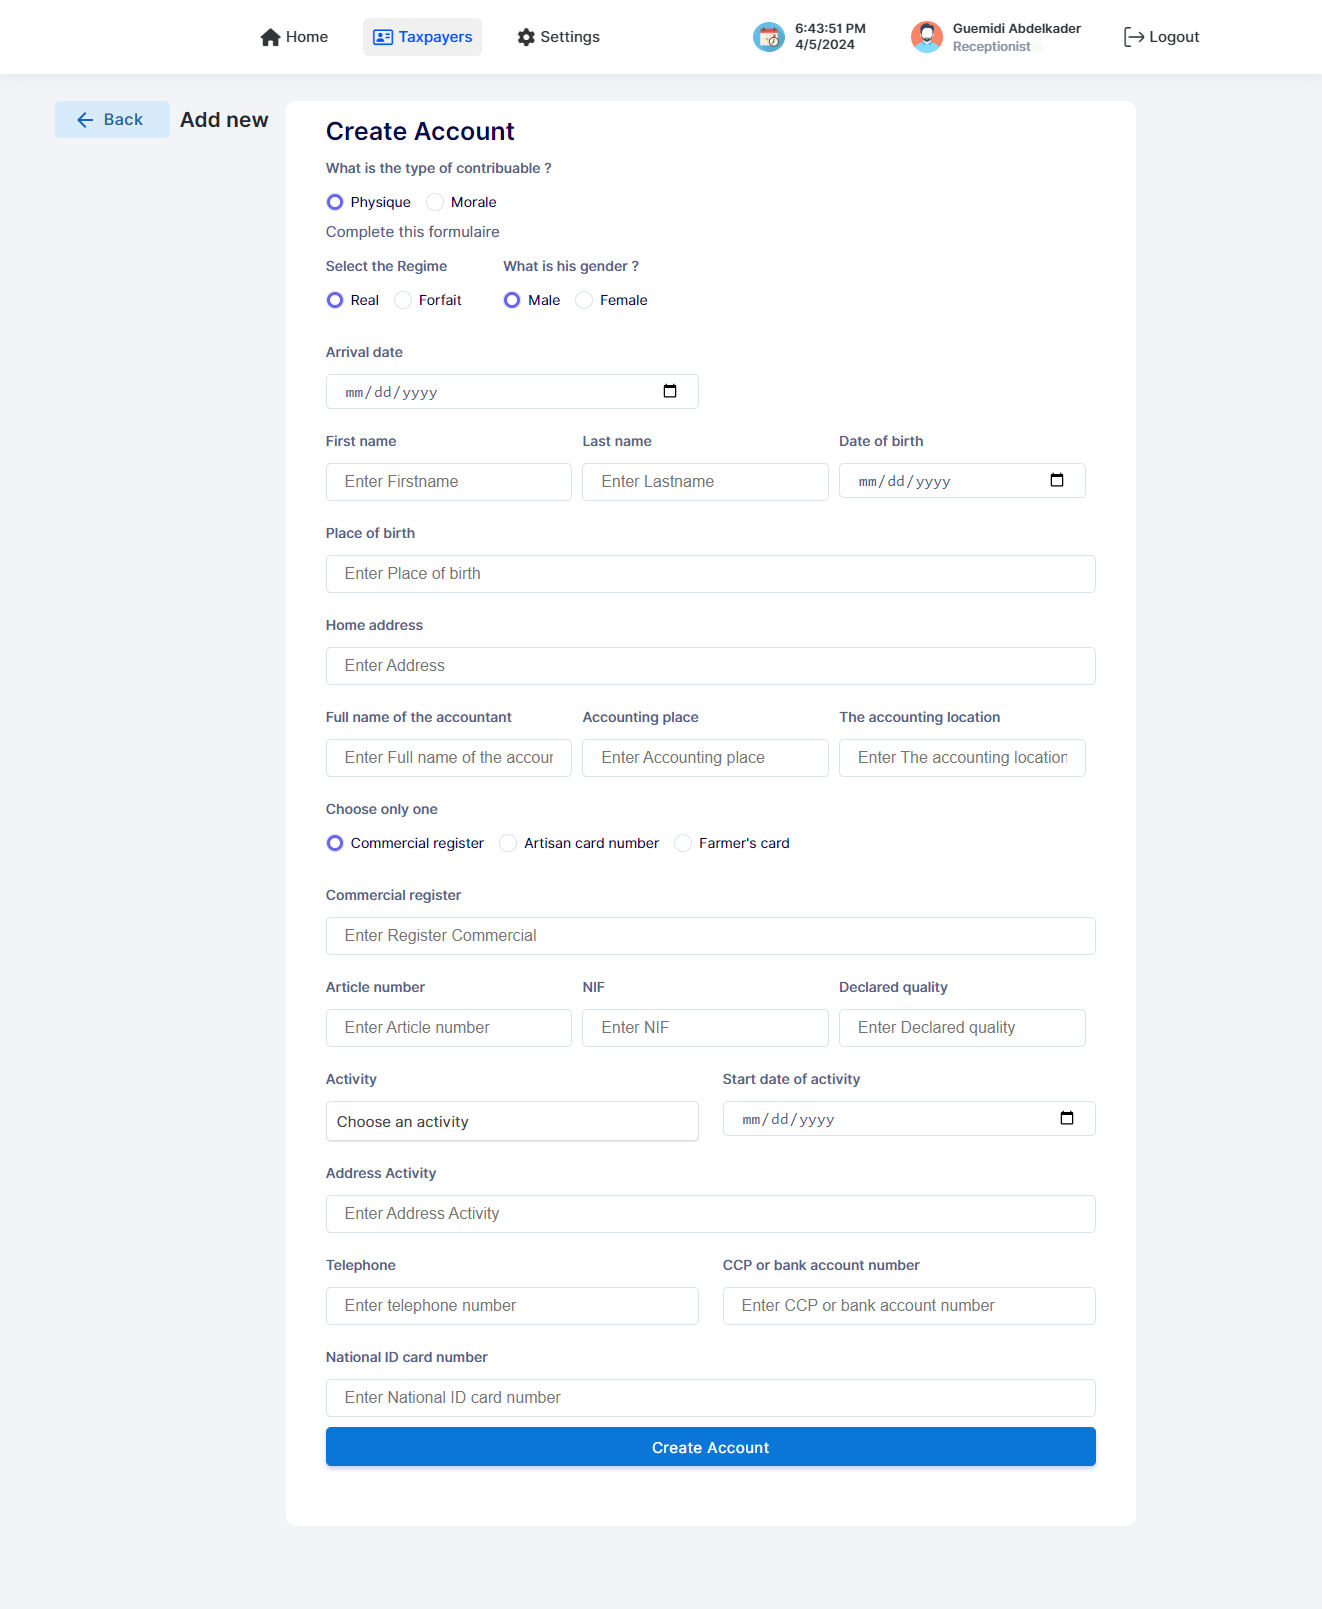 Home
Taxpayers
Settings
6:43:51 PM
4/5/2024
Guemidi Abdelkader
Receptionist
Logout
Back
Add new
Create Account
What is the type of contribuable ?
Physique
Morale
Complete this formulaire
Select the Regime
What is his gender ?
Real
Forfait
Male
Female
Arrival date
mm/dd/yyyy
First name
Last name
Date of birth
Enter Firstname
Enter Lastname
mm/dd/yyyy
Place of birth
Enter Place of birth
Home address
Enter Address
Full name of the accountant
Accounting place
The accounting location
Enter Full name of the accour
Enter Accounting place
Enter The accounting location
Choose only one
Commercial register
Artisan card number
Farmer's card
Commercial register
Enter Register Commercial
Article number
NIF
Declared quality
Enter Article number
Enter NIF
Enter Declared quality
Activity
Start date of activity
Choose an activity
mm/dd/yyyy
Address Activity
Enter Address Activity
Telephone
CCP or bank account number
Enter telephone number
Enter CCP or bank account number
National ID card number
Enter National ID card number
Create Account